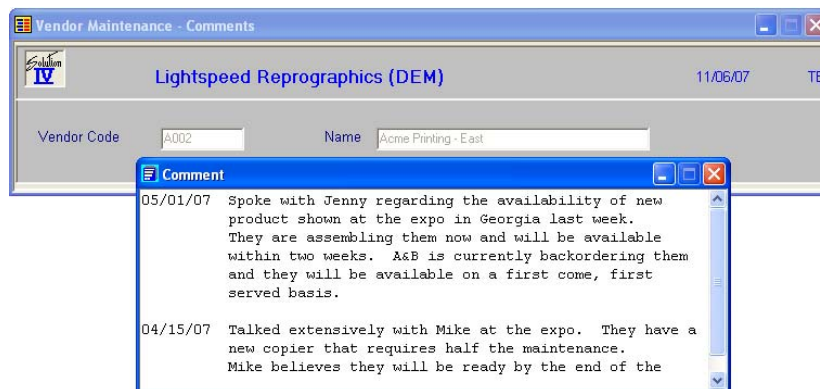 Vendor Maintenance - Comments
Solution
IV
Lightspeed Reprographics (DEM)
11/06/07
TE
Vendor Code
A002
Name
Acme Printing - East
Comment
05/01/07 Spoke with Jenny regarding the availability of new
product shown at the expo in Georgia last week.
They are assembling them now and will be available
within two weeks. A&B is currently backordering them
and they will be available on a first come, first
served basis.
04/15/07 Talked extensively with Mike at the expo. They have a
new copier that requires half the maintenance.
Mike believes they will be ready by the end of the